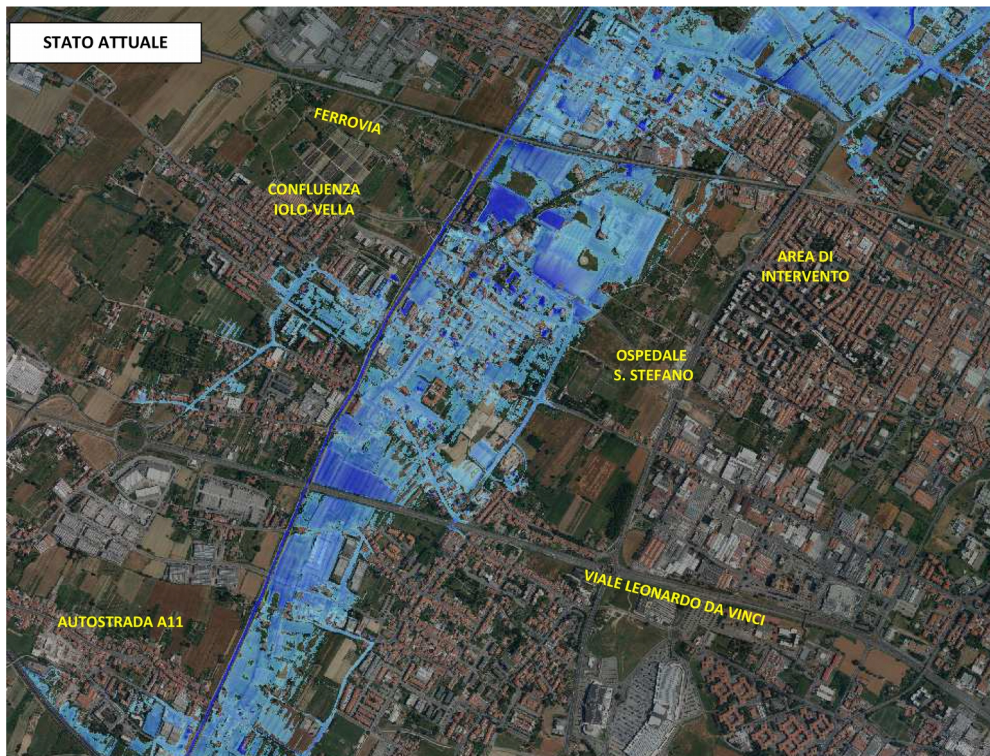 STATO ATTUALE
FERROVIA
CONFLUENZA
IOLO-VELLA
AREA DI
INTERVENTO
OSPEDALE
S. STEFANO
VIALE LEONARDO DA VINCI
AUTOSTRADA A11